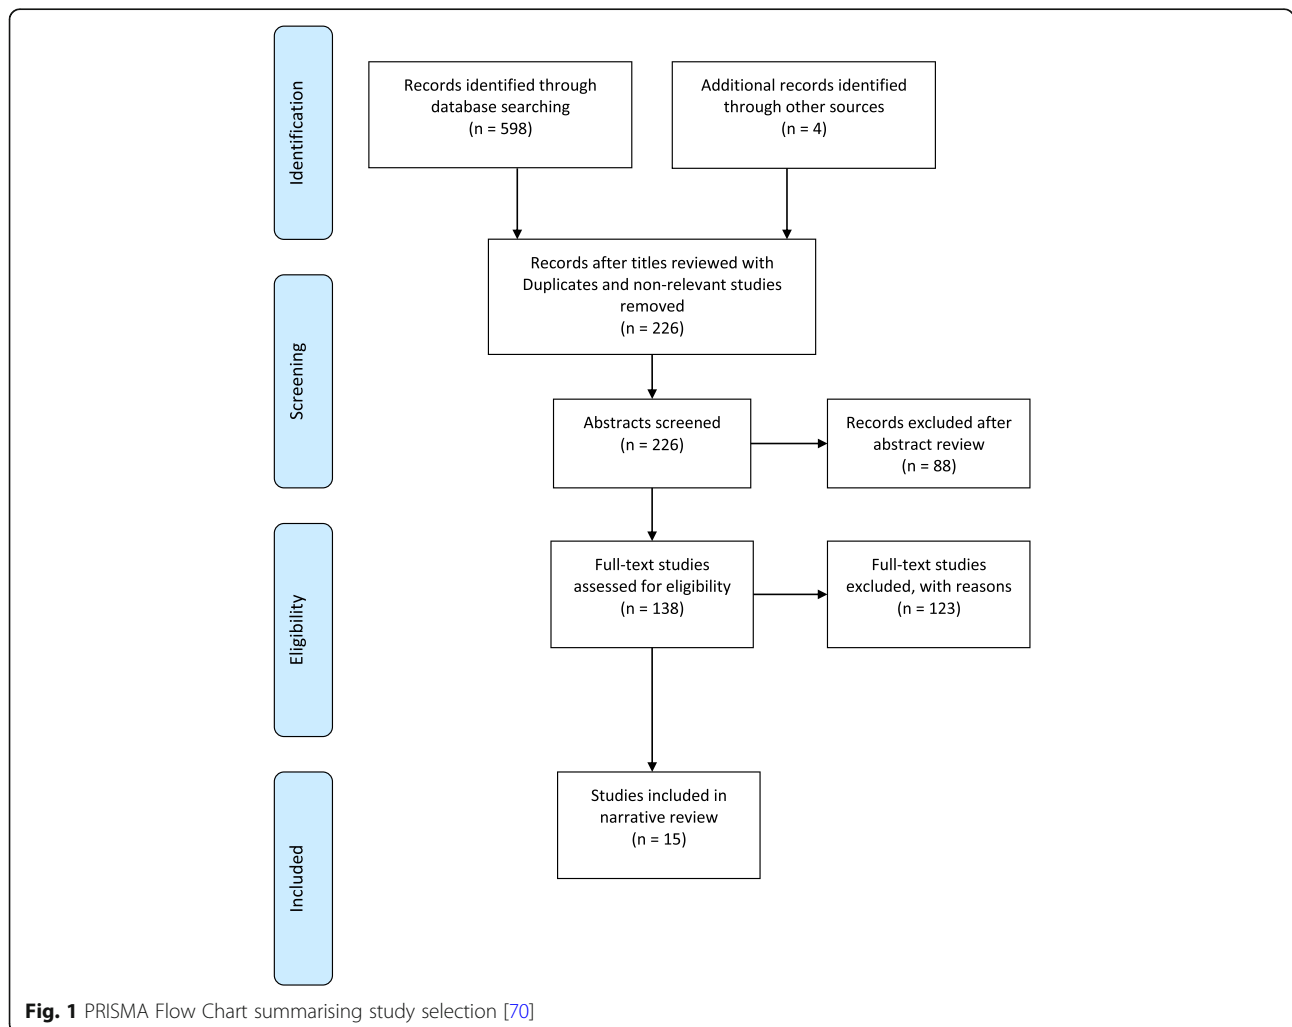 Identification
Records identified through
database searching
(n = 598)
Additional records identified
through other sources
(n = 4)
Records after titles reviewed with
Duplicates and non-relevant studies
removed
(n = 226)
Screening
Abstracts screened
(n = 226)
Records excluded after
abstract review
(n = 88)
Eligibility
Full-text studies
assessed for eligibility
(n = 138)
Full-text studies
excluded, with reasons
(n = 123)
Included
Studies included in
narrative review
(n = 15)
Fig. 1 PRISMA Flow Chart summarising study selection [70]